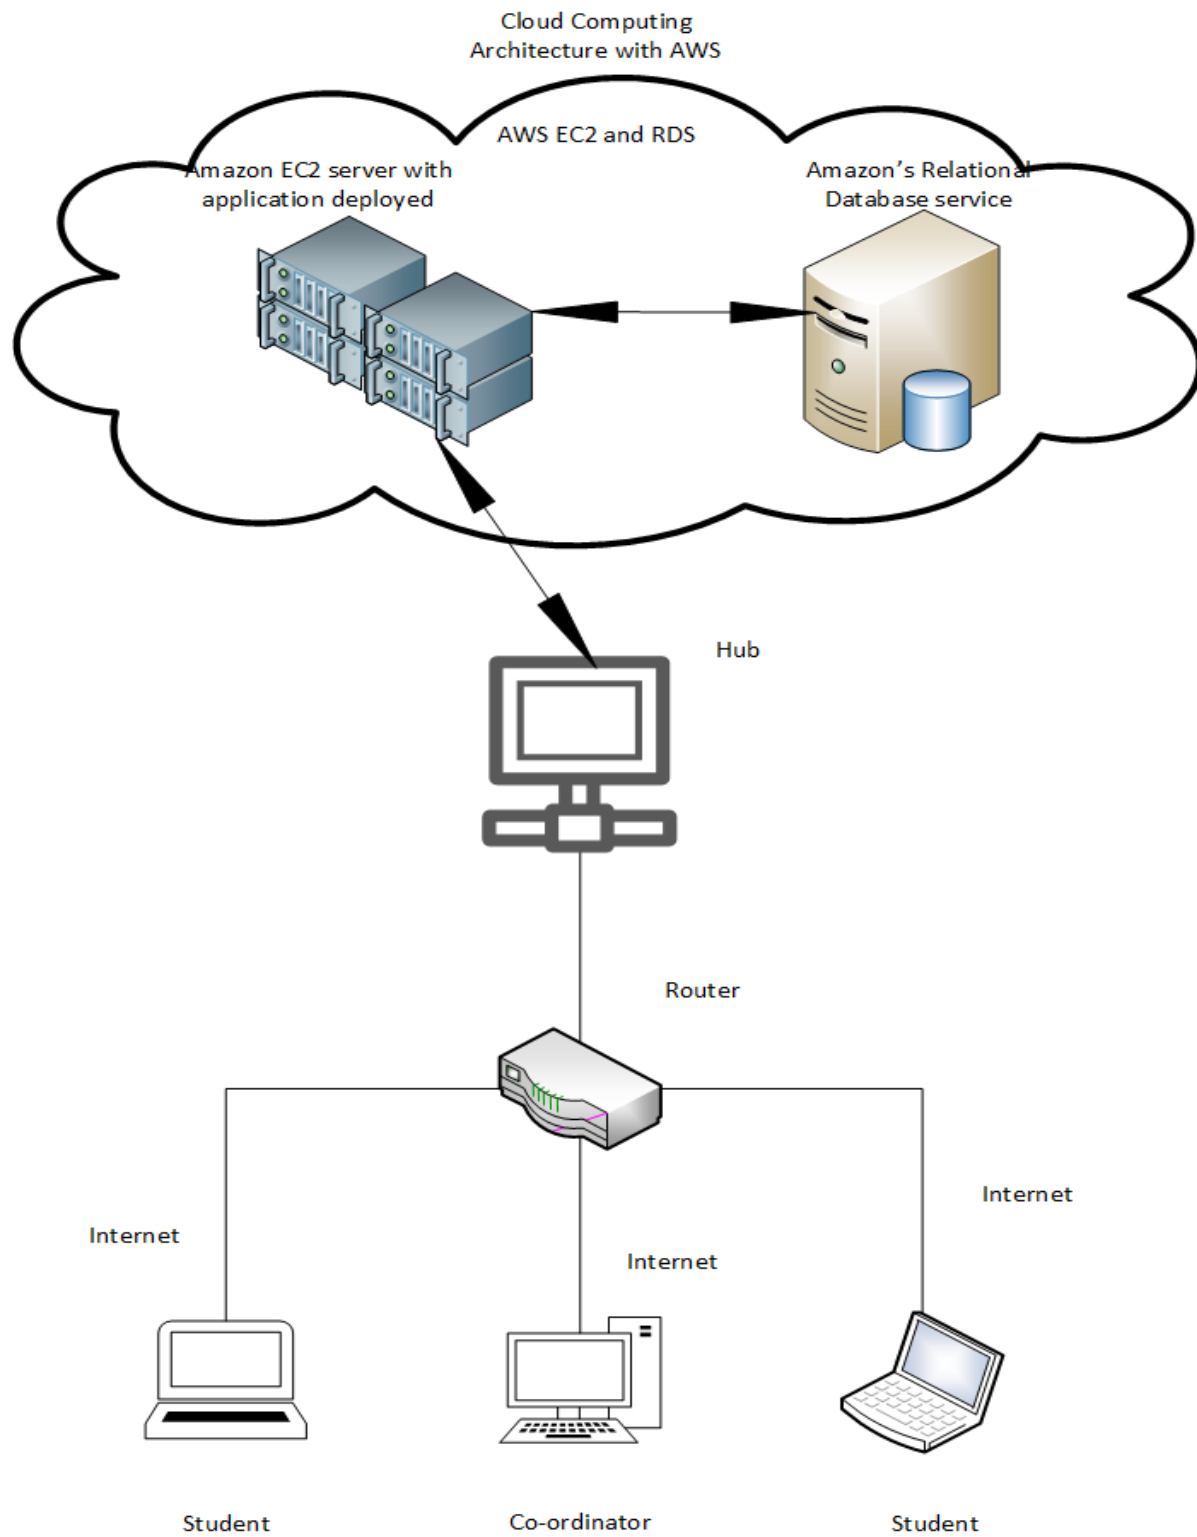 Cloud Computing
Architecture with AWS
AWS EC2 and RDS
Amazon EC2 server with
application deployed
Amazon's Relational
Database service
Hub
Router
Internet
Internet
Internet
Student
Co-ordinator
Student